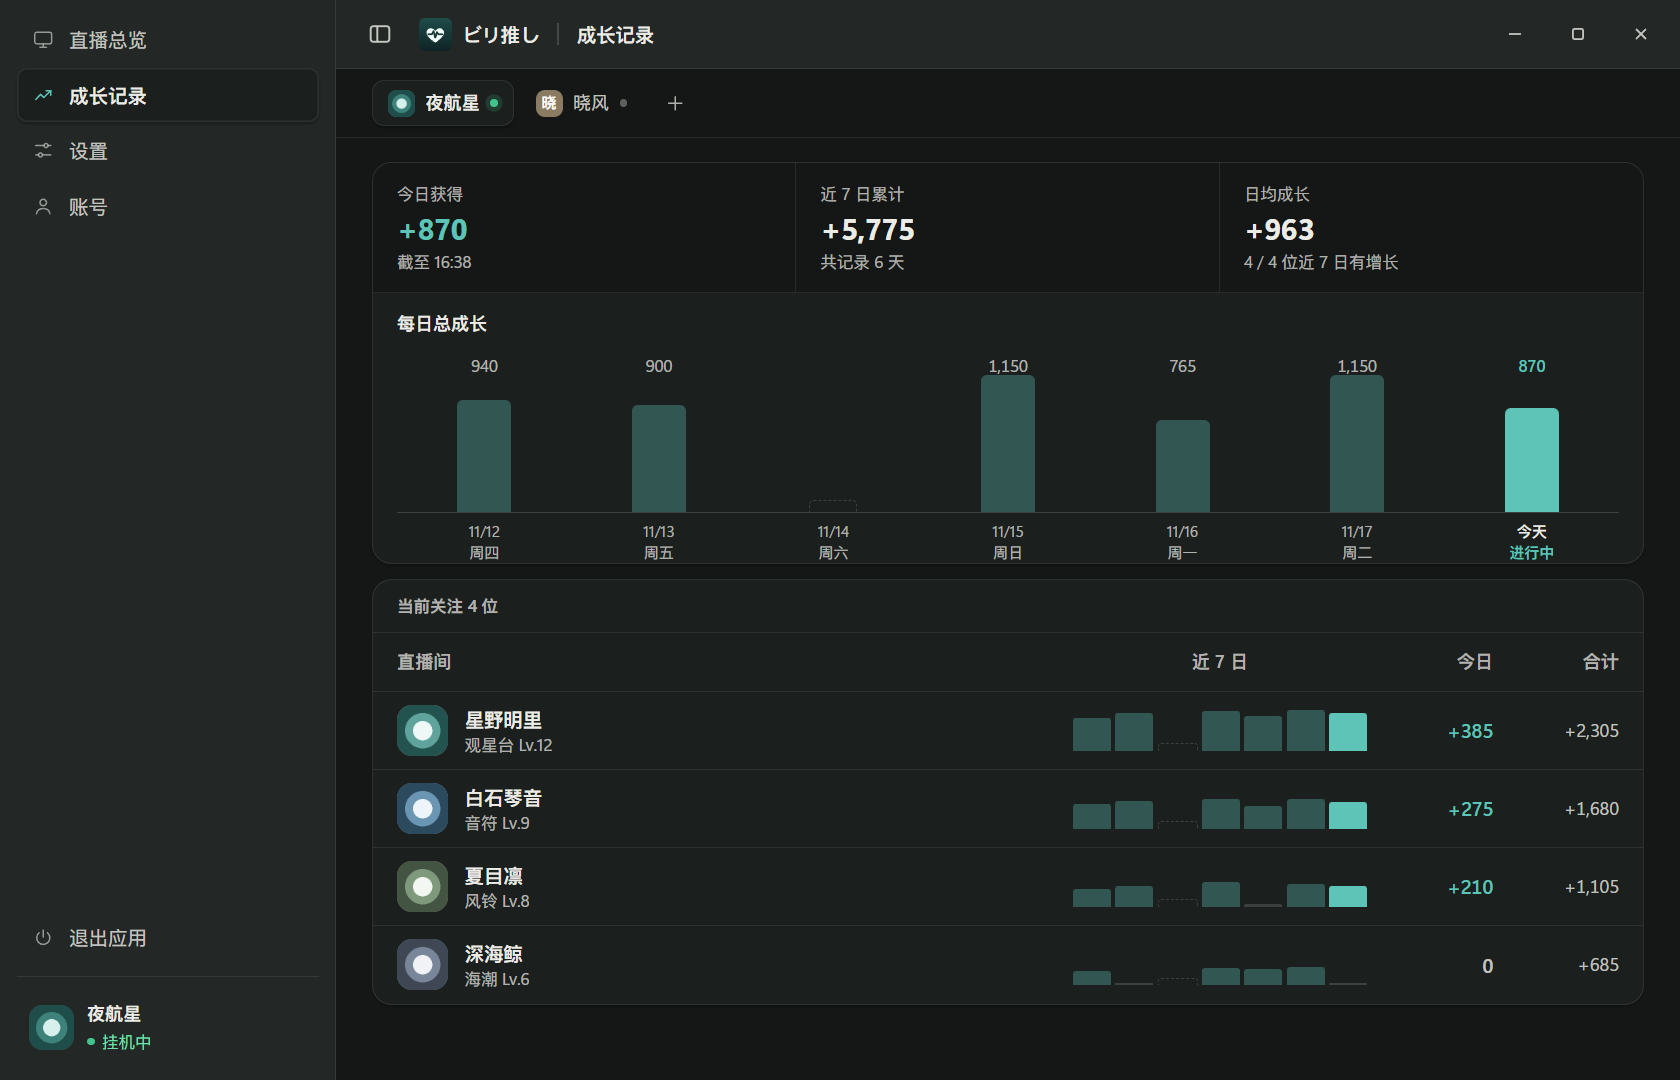 直播总览
成长记录
设置
账号
退出应用
夜航星
挂机中
ビリ推し
成长记录
夜航星
晓
晓风
今日获得
+870
截至 16:38
近 7 日累计
+5,775
共记录 6 天
日均成长
+963
4 / 4 位近 7 日有增长
每日总成长
940
900
1,150
765
1,150
870
11/12
周四
11/13
周五
11/14
周六
11/15
周日
11/16
周一
11/17
周二
今天
进行中
当前关注 4 位
直播间
近 7 日
今日
合计
星野明里
观星台 Lv.12
+385
+2,305
白石琴音
音符 Lv.9
+275
+1,680
夏目凛
风铃 Lv.8
+210
+1,105
深海鲸
海潮 Lv.6
0
+685